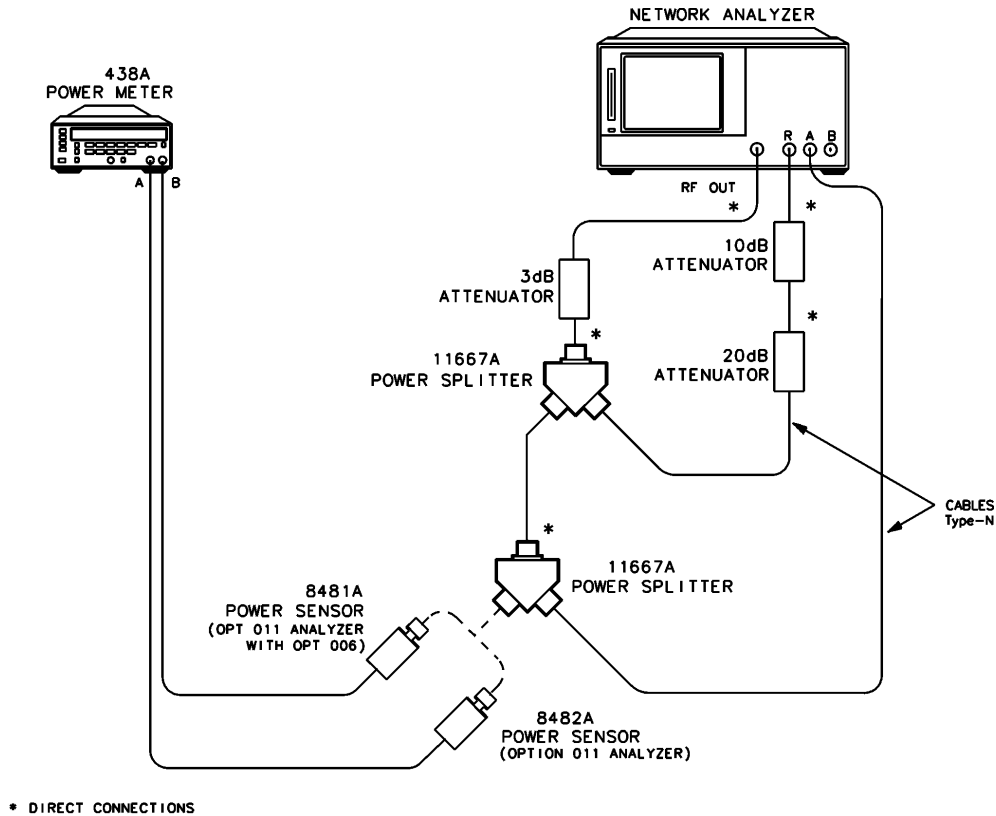 NETWORK ANALYZER
438A
POWER METER
A
B
R
A
B
RF OUT
*
*
10dB
ATTENUATOR
3dB
ATTENUATOR
*
*
11667A
POWER SPLITTER
20dB
ATTENUATOR
CABLES
Type-N
*
11667A
POWER SPLITTER
8481A
POWER SENSOR
(OPT 011 ANALYZER
WITH OPT 006)
8482A
POWER SENSOR
(OPTION 011 ANALYZER)
* DIRECT CONNECTIONS